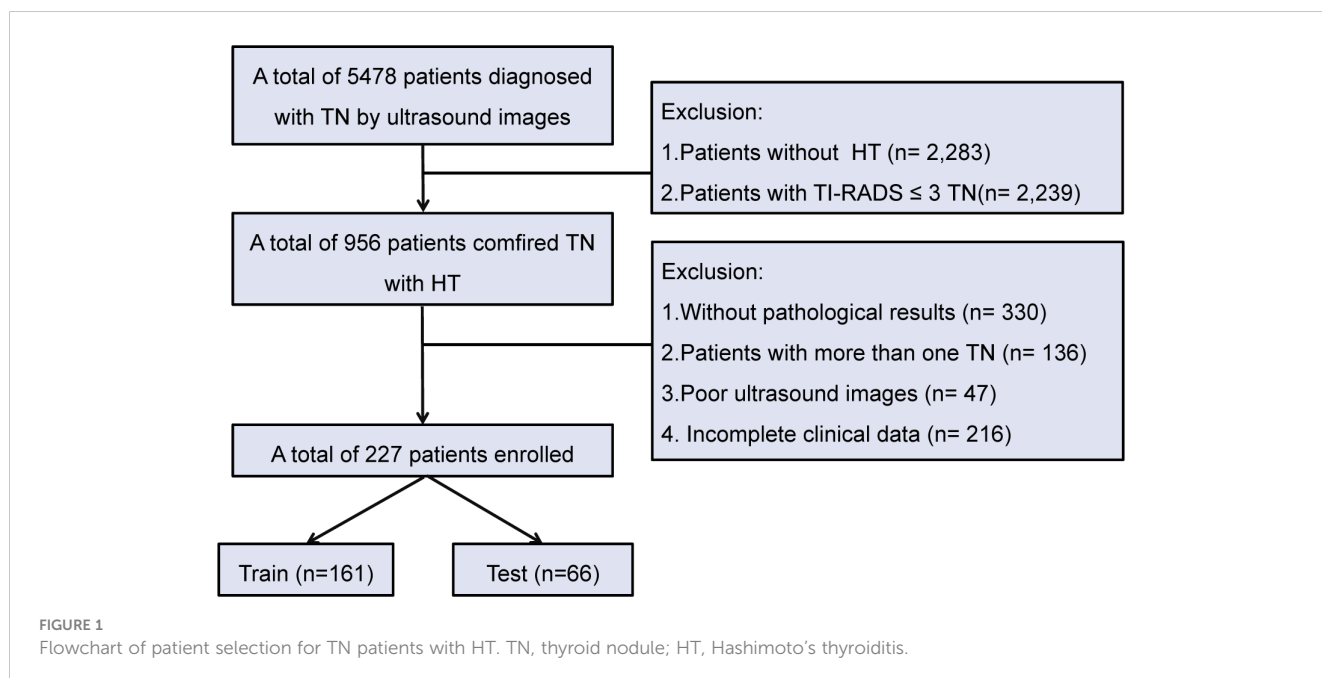 A total of 5478 patients diagnosed
with TN by ultrasound images
Exclusion:
1.Patients without HT (n= 2,283)
2.Patients with TI-RADS ≤ 3 TN(n= 2,239)
A total of 956 patients comfired TN
with HT
Exclusion:
1.Without pathological results (n= 330)
2.Patients with more than one TN (n= 136)
3.Poor ultrasound images (n= 47)
4. Incomplete clinical data (n= 216)
A total of 227 patients enrolled
Train (n=161)
Test (n=66)
FIGURE 1
Flowchart of patient selection for TN patients with HT. TN, thyroid nodule; HT, Hashimoto’s thyroiditis.